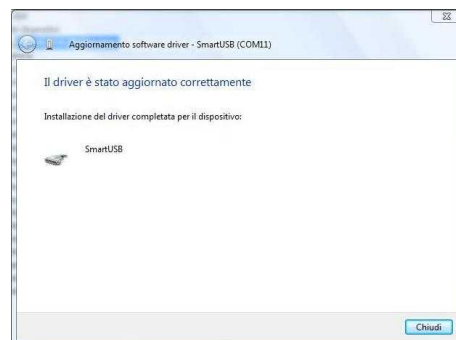 Aggiornamento software driver - SmartUSB (COM11)
Il driver è stato aggiornato correttamente
Installazione del driver completata per il dispositivo:
SmartUSB
Chiudi